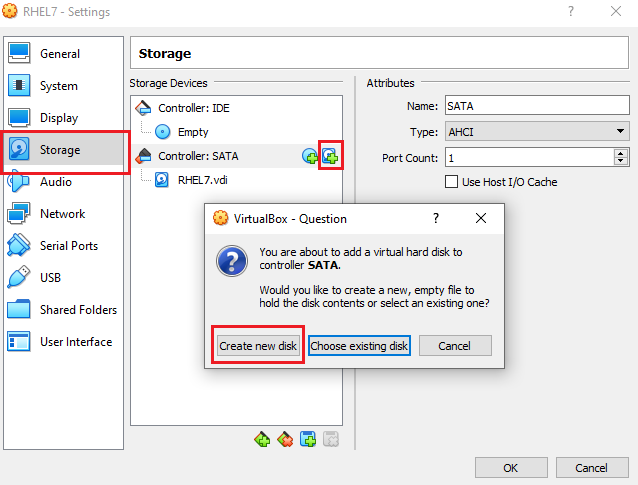 RHEL7 - Settings
?
General
System
Display
Storage
Audio
Network
Serial Ports
USB
Shared Folders
User Interface
Storage
Storage Devices
Controller: IDE
Empty
Controller: SATA
RHEL7.vdi
Attributes
Name: SATA
Type: AHCI
Port Count: 1
Use Host I/O Cache
VirtualBox - Question
?
You are about to add a virtual hard disk to
controller SATA.
Would you like to create a new, empty file to
hold the disk contents or select an existing one?
Create new disk Choose existing disk Cancel
OK Cancel